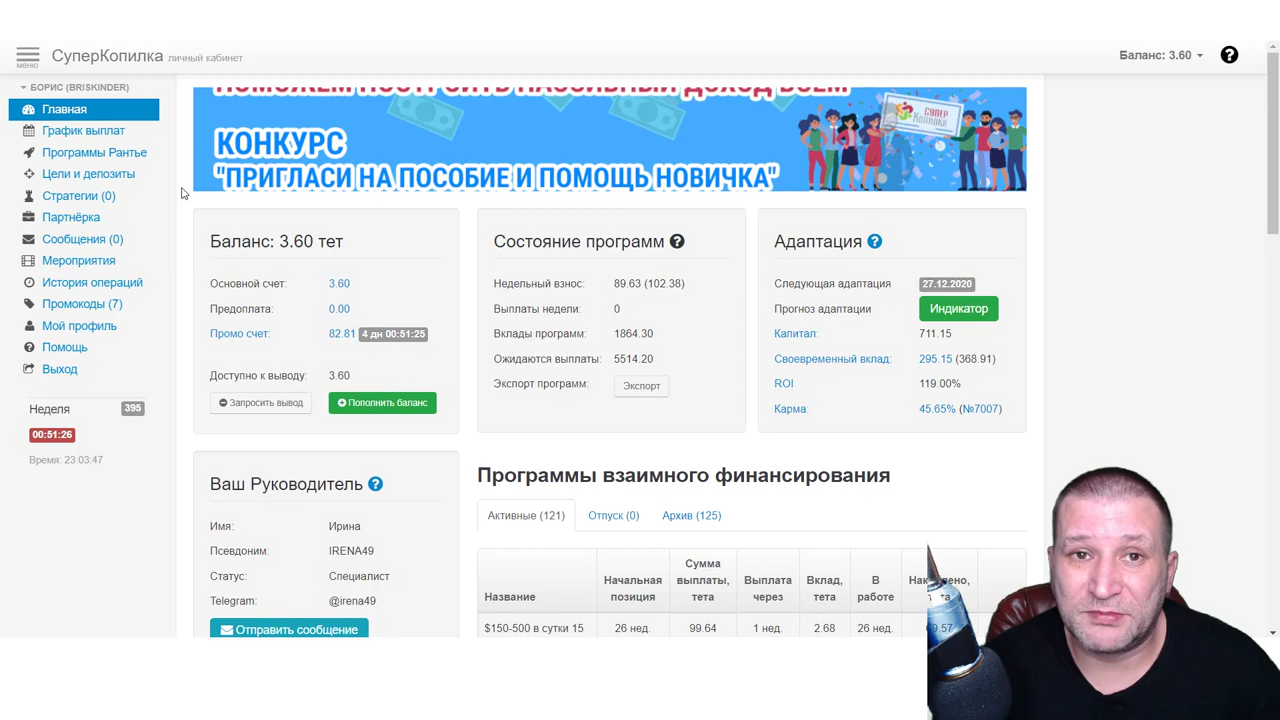 СуперКопилка личный кабинет
меню
Баланс: 3.60
БОРИС (BRISKINDER)
Главная
График выплат
Программы Рантье
Цели и депозиты
Стратегии (0)
Партнёрка
Сообщения (0)
Мероприятия
История операций
Промокоды (7)
Мой профиль
Помощь
Выход
Неделя 395
00:51:26
Время: 23:03:47
ПОМОЖЕМ ПОСТРОИТЬ ПАССИВНЫЙ ДОХОД ВСЕМ
КОНКУРС
"ПРИГЛАСИ НА ПОСОБИЕ И ПОМОЩЬ НОВИЧКА"
СУПЕР
Копилка
Баланс: 3.60 тет
Основной счет: 3.60
Предоплата: 0.00
Промо счет: 82.81 4 дн 00:51:25
Доступно к выводу: 3.60
Запросить вывод Пополнить баланс
Состояние программ
Недельный взнос: 89.63 (102.38)
Выплаты недели: 0
Вклады программ: 1864.30
Ожидаются выплаты: 5514.20
Экспорт программ: Экспорт
Адаптация
Следующая адаптация 27.12.2020
Прогноз адаптации Индикатор
Капитал: 711.15
Своевременный вклад: 295.15 (368.91)
ROI 119.00%
Карма: 45.65% (№7007)
Ваш Руководитель
Имя: Ирина
Псевдоним: IRENA49
Статус: Специалист
Telegram: @irena49
Отправить сообщение
Программы взаимного финансирования
Активные (121) Отпуск (0) Архив (125)
Название
Начальная
позиция
Сумма
выплаты,
тета
Выплата
через
Вклад,
тета
В
работе
$150-500 в сутки 15 26 нед. 99.64 1 нед. 2.68 26 нед.